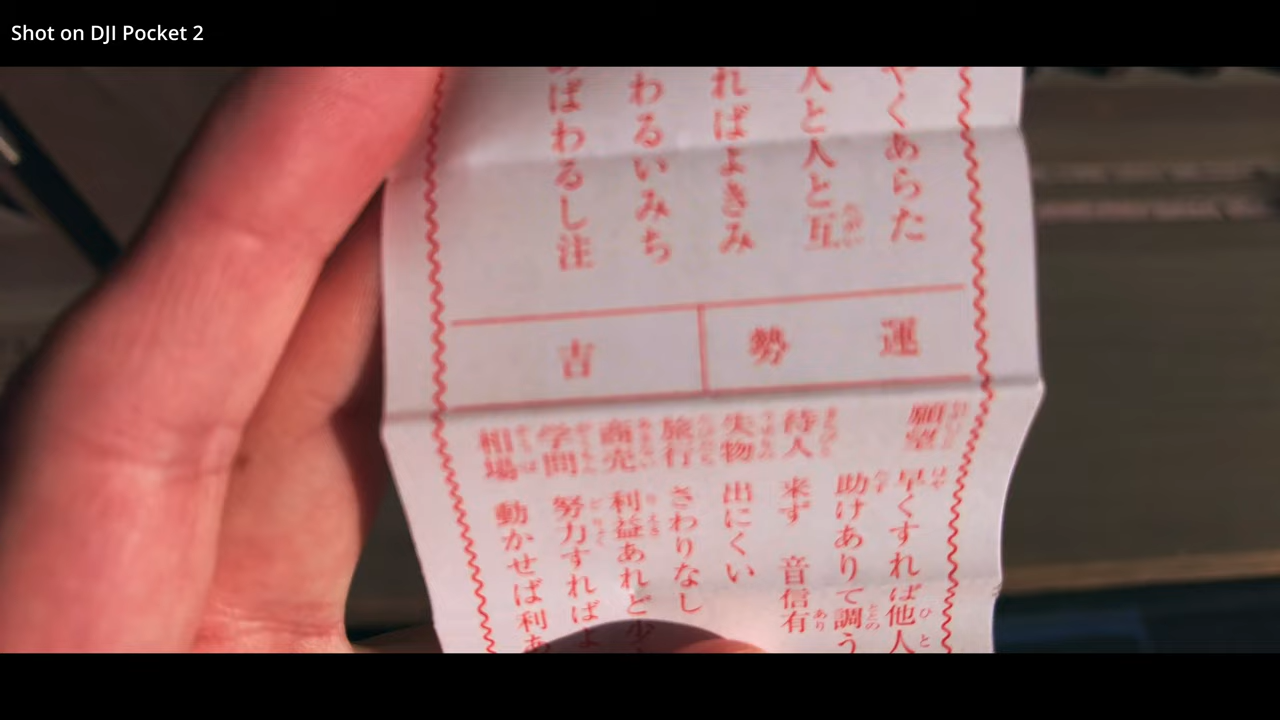 Shot on DJI Pocket 2
やくあらた
人と人と互
ればよきみ
わるいみち
ばわるし注
運勢
吉
願望 早くすれば他人
助けありて調う
待人 来ず 音信有
失物 出にくい
旅行 さわりなし
商売 利益あれど少
学問 努力すればよ
相場 動かせば利あ